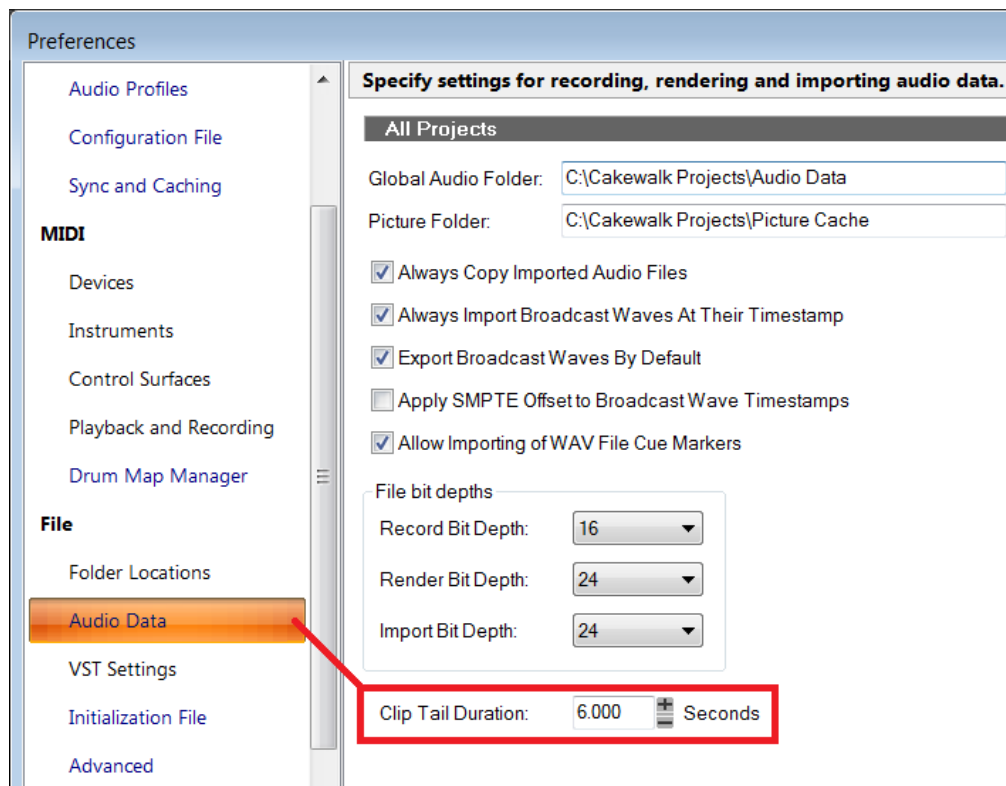 Preferences
Audio Profiles
Configuration File
Sync and Caching
MIDI
Devices
Instruments
Control Surfaces
Playback and Recording
Drum Map Manager
File
Folder Locations
Audio Data
VST Settings
Initialization File
Advanced
Specify settings for recording, rendering and importing audio data.
All Projects
Global Audio Folder: C:\Cakewalk Projects\Audio Data
Picture Folder: C:\Cakewalk Projects\Picture Cache
Always Copy Imported Audio Files
Always Import Broadcast Waves At Their Timestamp
Export Broadcast Waves By Default
Apply SMPTE Offset to Broadcast Wave Timestamps
Allow Importing of WAV File Cue Markers
File bit depths
Record Bit Depth: 16
Render Bit Depth: 24
Import Bit Depth: 24
Clip Tail Duration: 6.000 Seconds